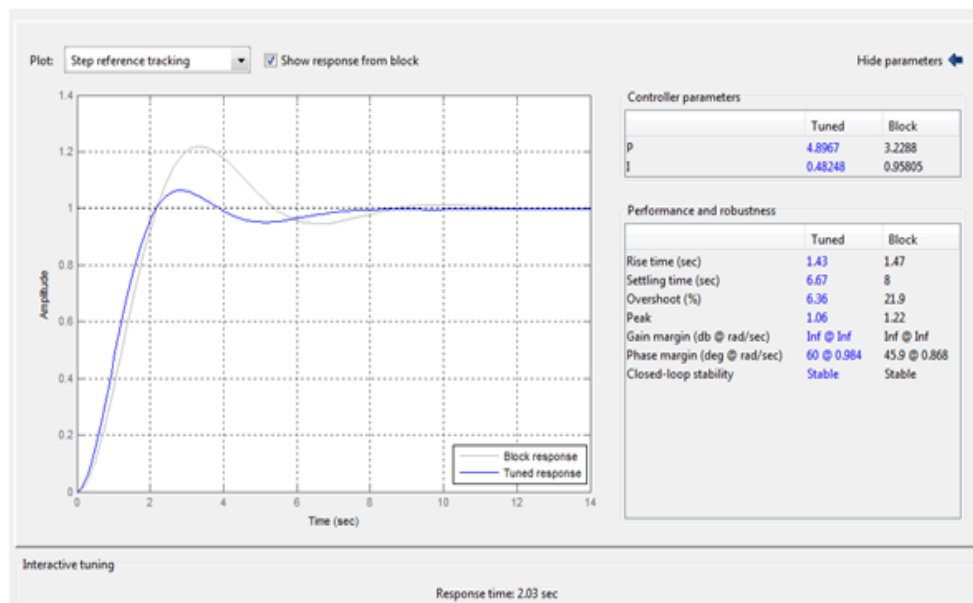 Plot: Step reference tracking Show response from block Hide parameters
1.4
1.2
1
0.8
0.6
0.4
0.2
0
Amplitude
0 2 4 6 8 10 12 14
Time (sec)
Block response
Tuned response
Controller parameters
Tuned Block
P 4.8967 3.2288
I 0.48248 0.95805
Performance and robustness
Tuned Block
Rise time (sec) 1.43 1.47
Settling time (sec) 6.67 8
Overshoot (%) 6.36 21.9
Peak 1.06 1.22
Gain margin (db @ rad/sec) Inf @ Inf Inf @ Inf
Phase margin (deg @ rad/sec) 60 @ 0.984 45.9 @ 0.868
Closed-loop stability Stable Stable
Interactive tuning
Response time: 2.03 sec